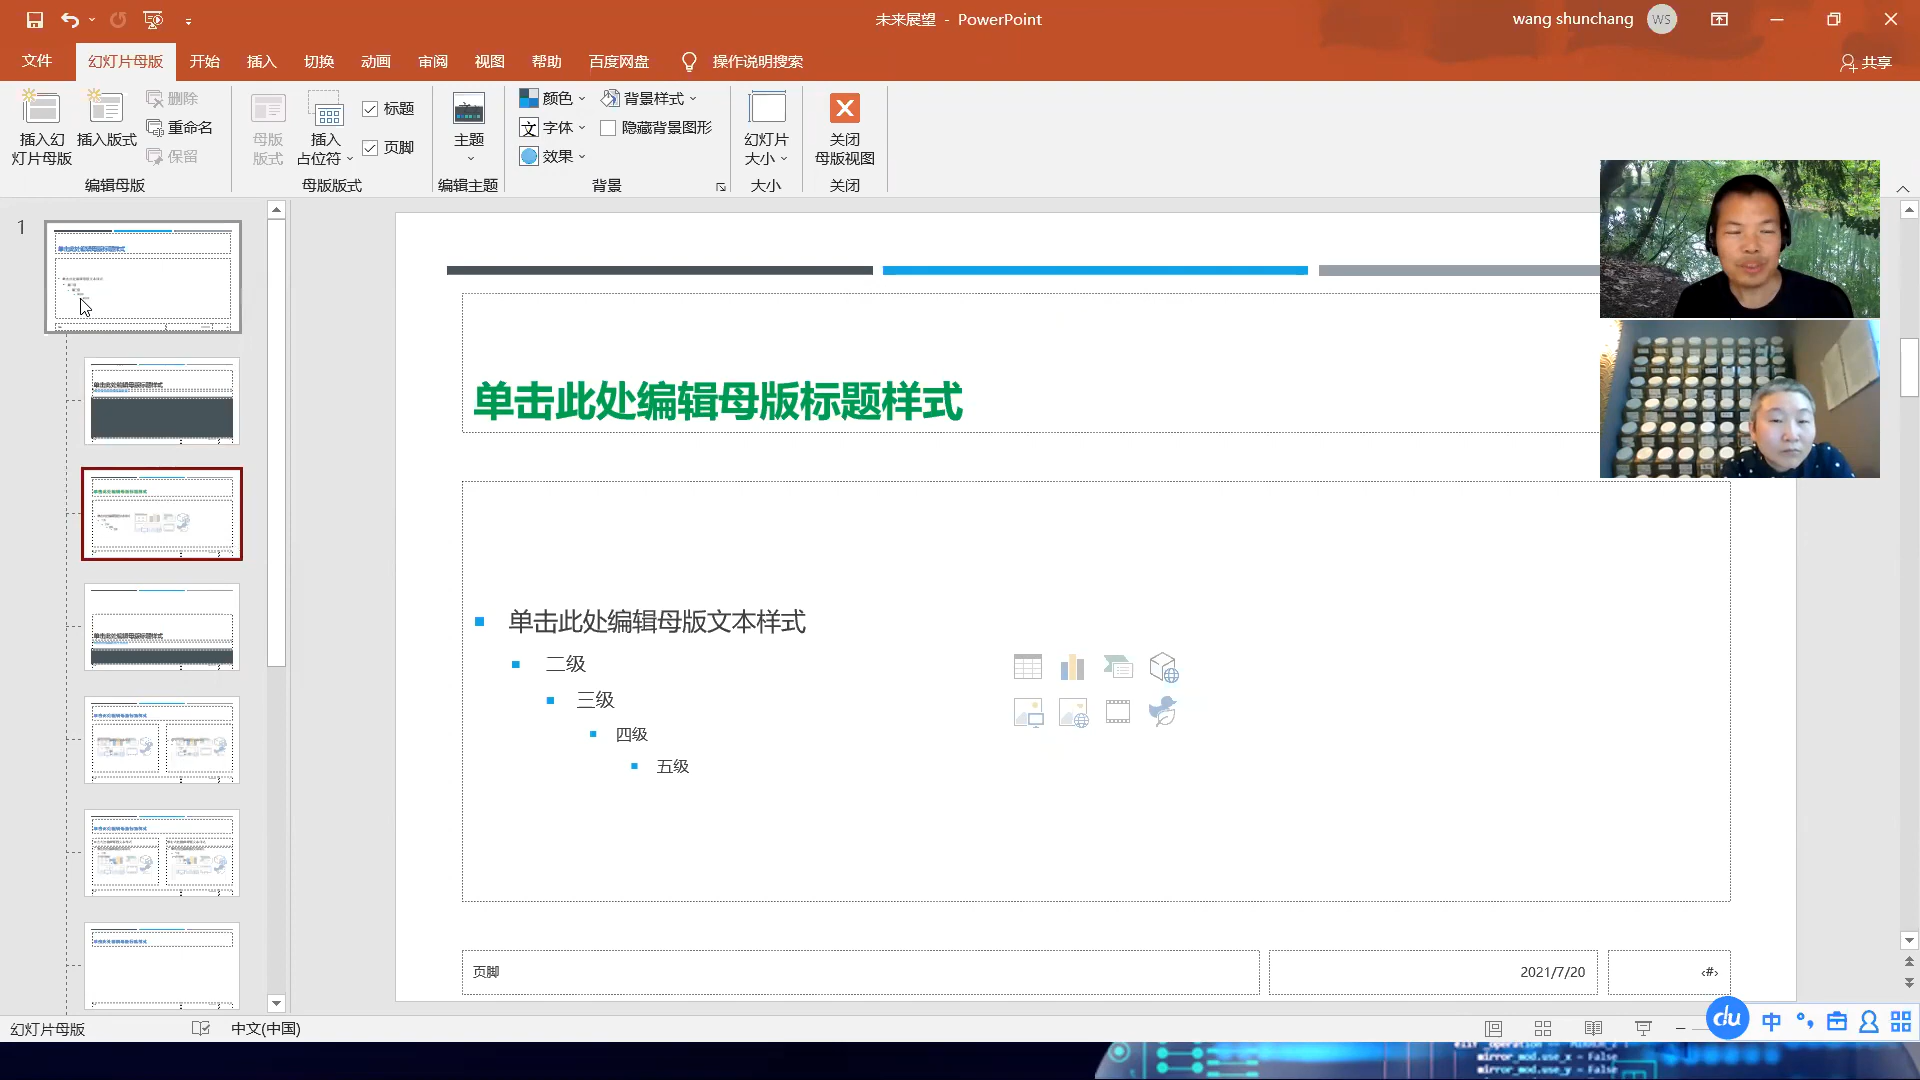 未来展望 - PowerPoint
wang shunchang
WS
文件
幻灯片母版
开始
插入
切换
动画
审阅
视图
帮助
百度网盘
操作说明搜索
共享
插入幻
灯片母版
插入版式
删除
重命名
保留
编辑母版
母版
版式
插入
占位符
标题
页脚
母版版式
主题
编辑主题
颜色
字体
效果
背景样式
隐藏背景图形
背景
幻灯片
大小
大小
关闭
母版视图
关闭
1
单击此处编辑母版标题样式
单击此处编辑母版文本样式
二级
三级
四级
五级
页脚
2021/7/20
‹#›
幻灯片母版
中文(中国)
du
中
mirror_mod.use_x = False
mirror_mod.use_y = False